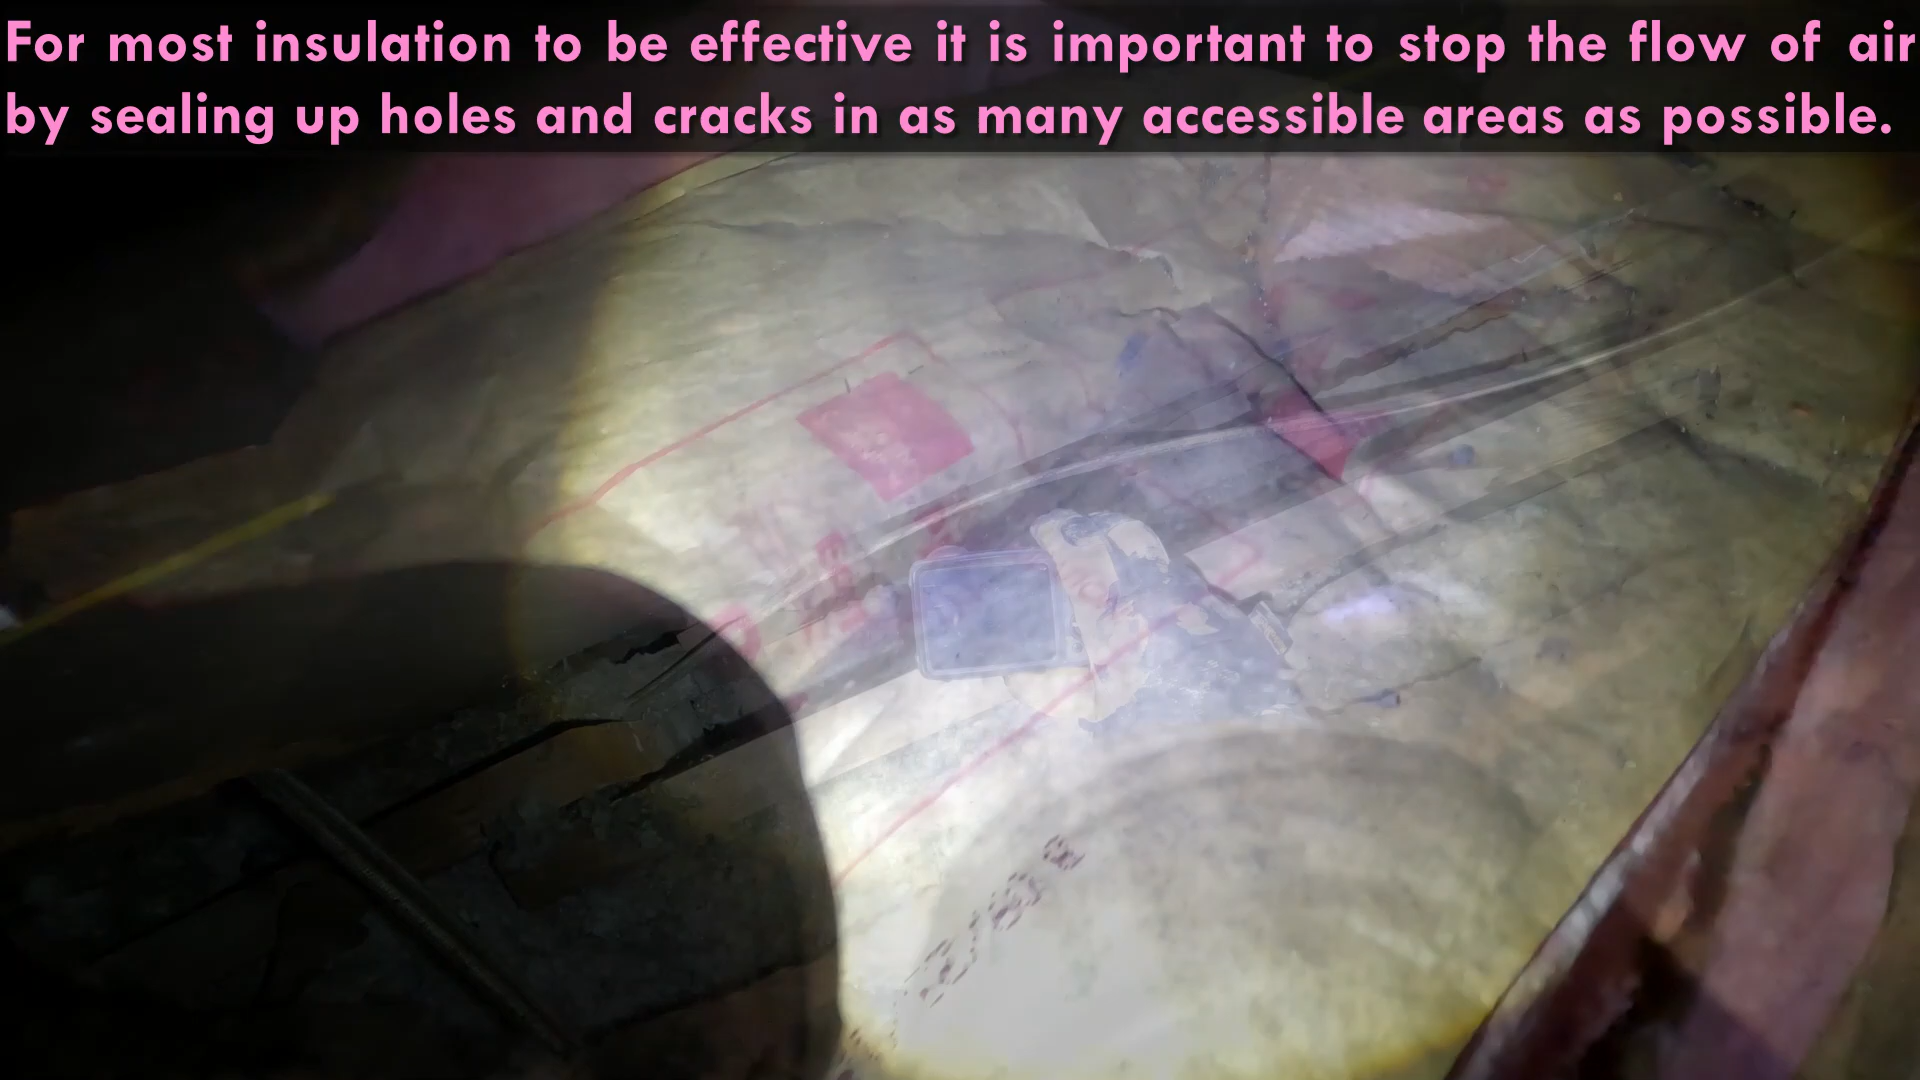 For most insulation to be effective it is important to stop the flow of air
by sealing up holes and cracks in as many accessible areas as possible.